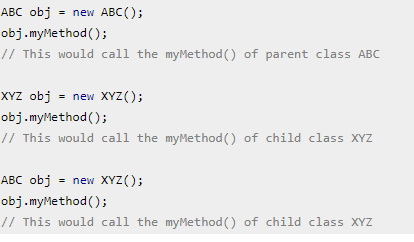 ABC obj = new ABC();
obj.myMethod();
// This would call the myMethod() of parent class ABC
XYZ obj = new XYZ();
obj.myMethod();
// This would call the myMethod() of child class XYZ
ABC obj = new XYZ();
obj.myMethod();
// This would call the myMethod() of child class XYZ